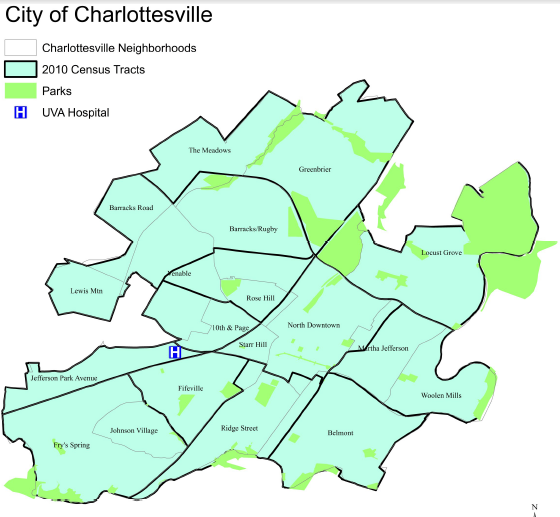 City of Charlottesville
Charlottesville Neighborhoods
2010 Census Tracts
Parks
UVA Hospital
H
The Meadows
Greenbrier
Barracks Road
Barracks/Rugby
Locust Grove
Venable
Lewis Mtn
Rose Hill
10th & Page
North Downtown
Starr Hill
Martha Jefferson
H
Jefferson Park Avenue
Fifeville
Woolen Mills
Johnson Village
Ridge Street
Belmont
Fry's Spring
N